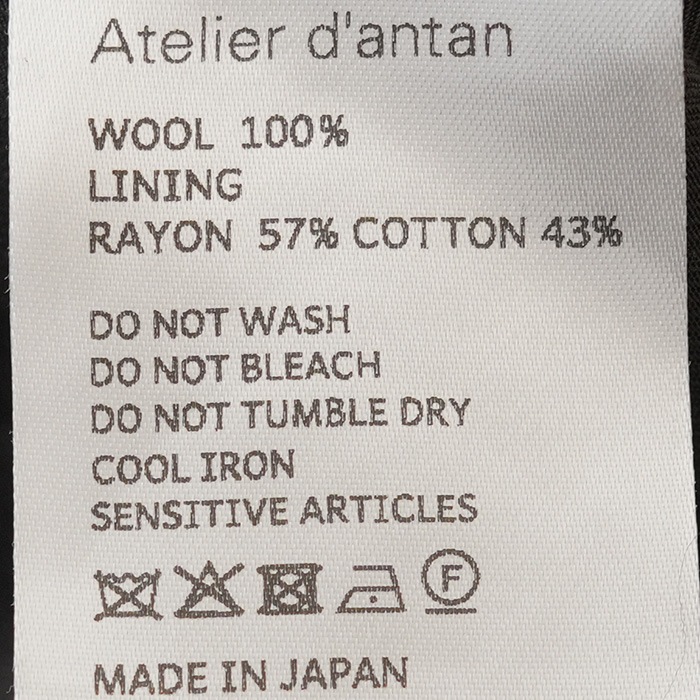 Atelier d'antan
WOOL 100%
LINING
RAYON 57% COTTON 43%
DO NOT WASH
DO NOT BLEACH
DO NOT TUMBLE DRY
COOL IRON
SENSITIVE ARTICLES
F
MADE IN JAPAN